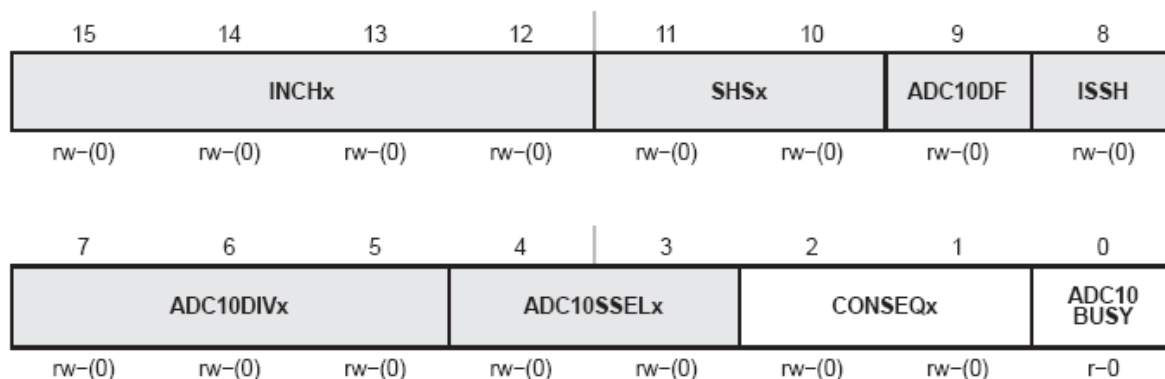 15 14 13 12 11 10 9 8
INCHx SHSx ADC10DF ISSH
rw−(0) rw−(0) rw−(0) rw−(0) rw−(0) rw−(0) rw−(0) rw−(0)
7 6 5 4 3 2 1 0
ADC10DIVx ADC10SSELx CONSEQx ADC10
BUSY
rw−(0) rw−(0) rw−(0) rw−(0) rw−(0) rw−(0) rw−(0) r−0